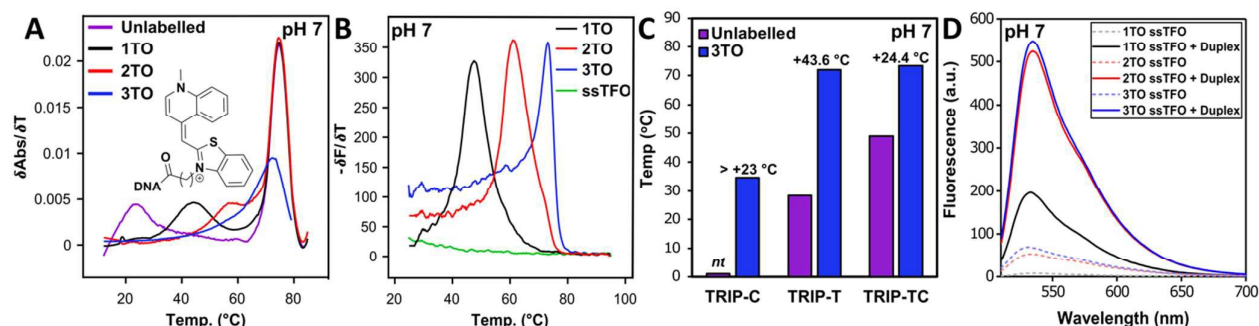 A
Unlabelled
1TO
2TO
3TO
0.02
0.015
0.010
0.005
0
δAbs/δT
N
S
N
⊕
O
DNA
20 40 60 80
Temp. (°C)
B pH 7
1TO
2TO
3TO
ssTFO
350
300
250
200
150
100
50
0
-δF/δT
20 40 60 80 100
Temp. (°C)
C pH 7
Unlabelled
3TO
90
80
70
60
50
40
30
20
10
0
Temp (°C)
+43.6 °C
+24.4 °C
> +23 °C
nt
TRIP-C TRIP-T TRIP-TC
D pH 7
1TO ssTFO
1TO ssTFO + Duplex
2TO ssTFO
2TO ssTFO + Duplex
3TO ssTFO
3TO ssTFO + Duplex
600
500
400
300
200
100
0
Fluorescence (a.u.)
550 600 650 700
Wavelength (nm)